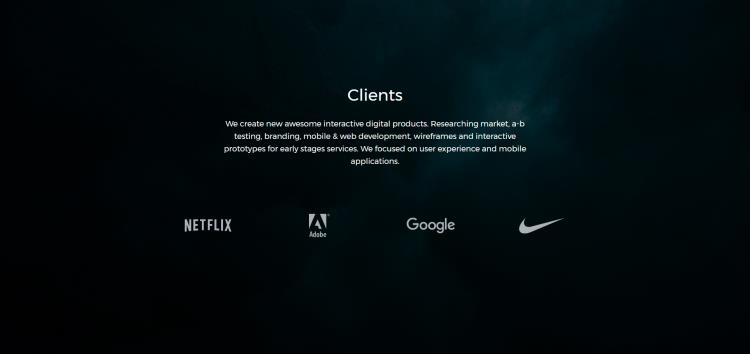 Clients
We create new awesome interactive digital products. Researching market, a-b
testing, branding, mobile & web development, wireframes and interactive
prototypes for early stages services. We focused on user experience and mobile
applications.
NETFLIX
Adobe
Google